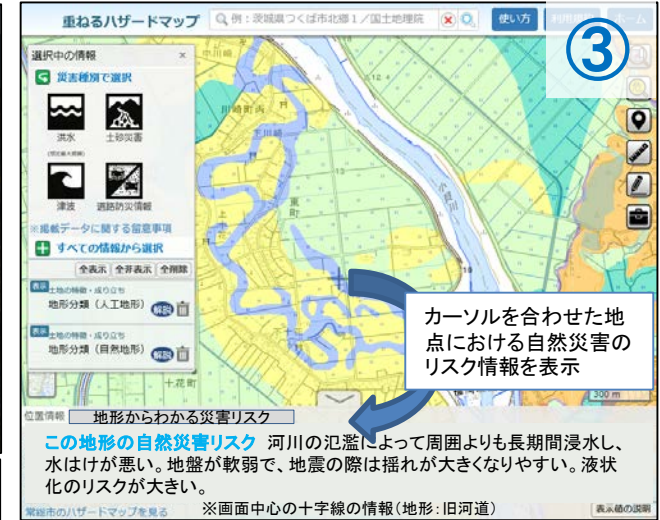 重ねるハザードマップ
例：茨城県つくば市北郷１／国土地理院
使い方
③
選択中の情報
×
災害種別で選択
洪水
土砂災害
津波
道路防災情報
※掲載データに関する留意事項
すべての情報から選択
全表示 全非表示 全削除
表示 土地の特徴・成り立ち
地形分類（人工地形） 解説
表示 土地の特徴・成り立ち
地形分類（自然地形） 解説
川崎町
小貝川
十花町
カーソルを合わせた地
点における自然災害の
リスク情報を表示
300 m
位置情報 地形からわかる災害リスク
この地形の自然災害リスク 河川の氾濫によって周囲よりも長期間浸水し、
水はけが悪い。地盤が軟弱で、地震の際は揺れが大きくなりやすい。液状
化のリスクが大きい。
※画面中心の十字線の情報（地形：旧河道）
常総市のハザードマップを見る
表示値の説明